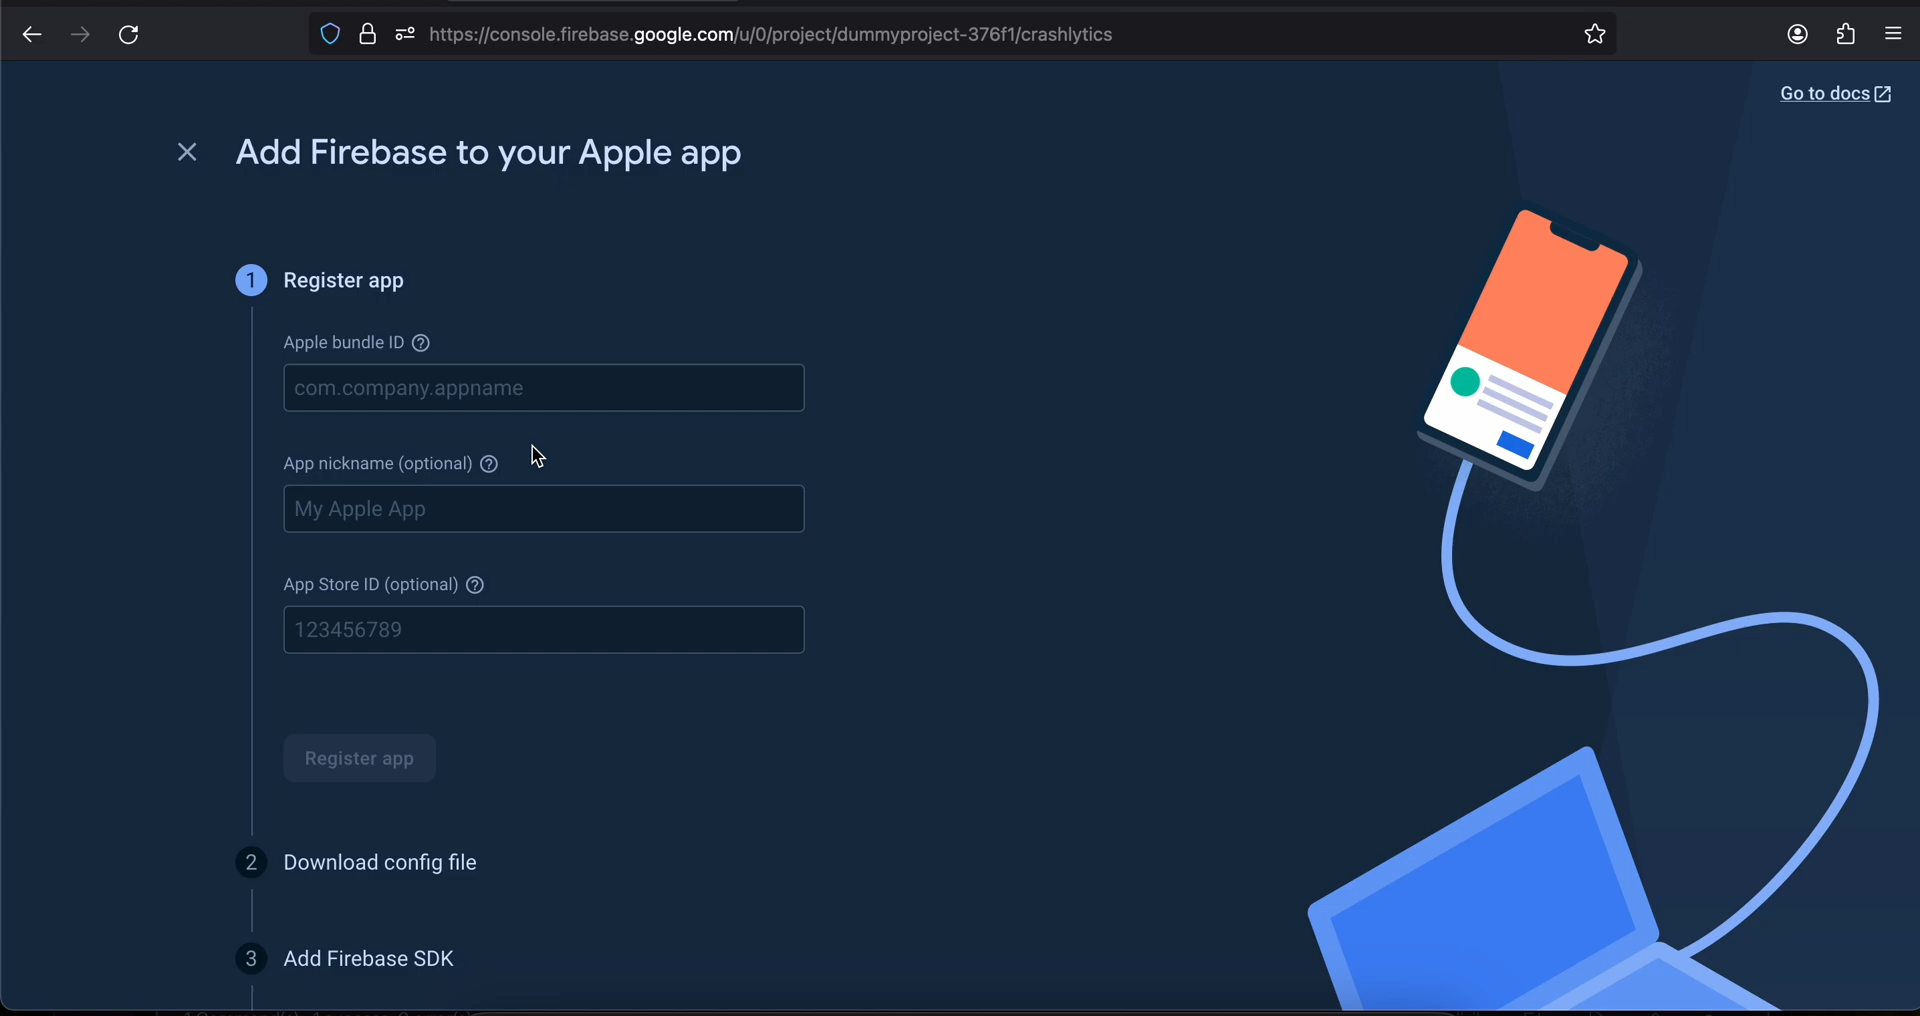 https://console.firebase.google.com/u/0/project/dummyproject-376f1/crashlytics
Go to docs
Add Firebase to your Apple app
1 Register app
Apple bundle ID
com.company.appname
App nickname (optional)
My Apple App
App Store ID (optional)
123456789
Register app
2 Download config file
3 Add Firebase SDK